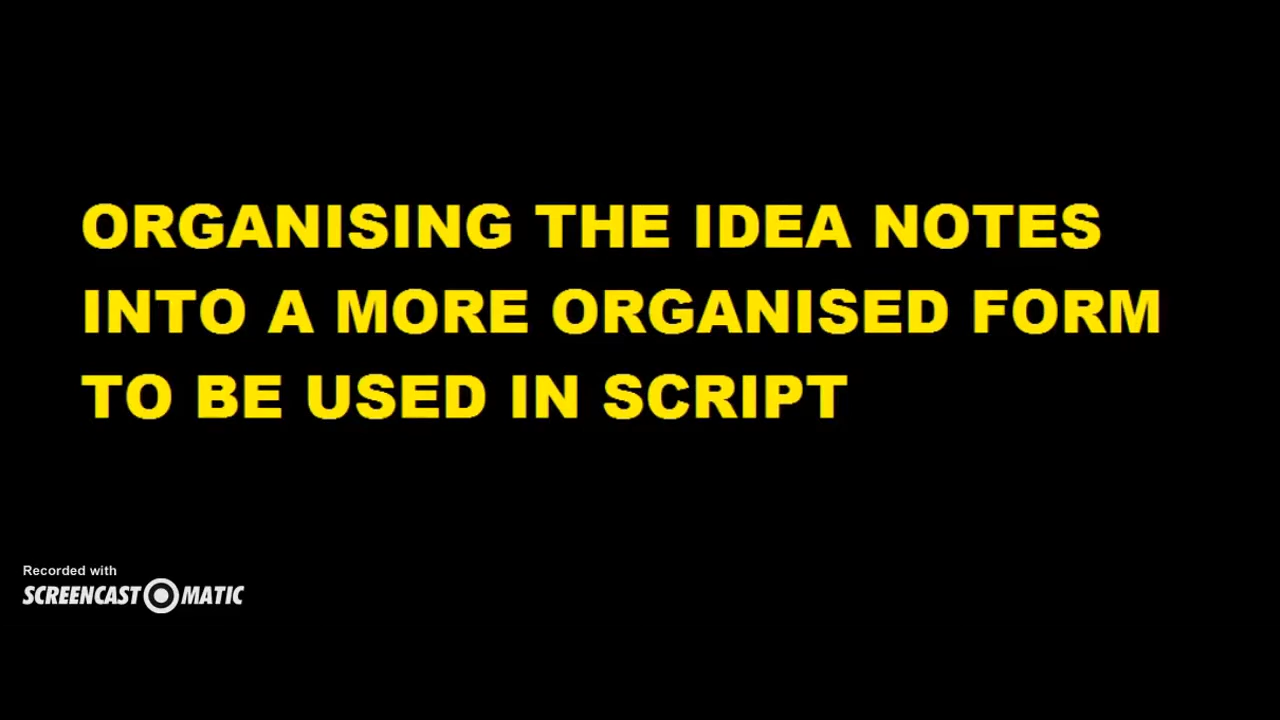 ORGANISING THE IDEA NOTES
INTO A MORE ORGANISED FORM
TO BE USED IN SCRIPT
Recorded with
SCREENCAST MATIC